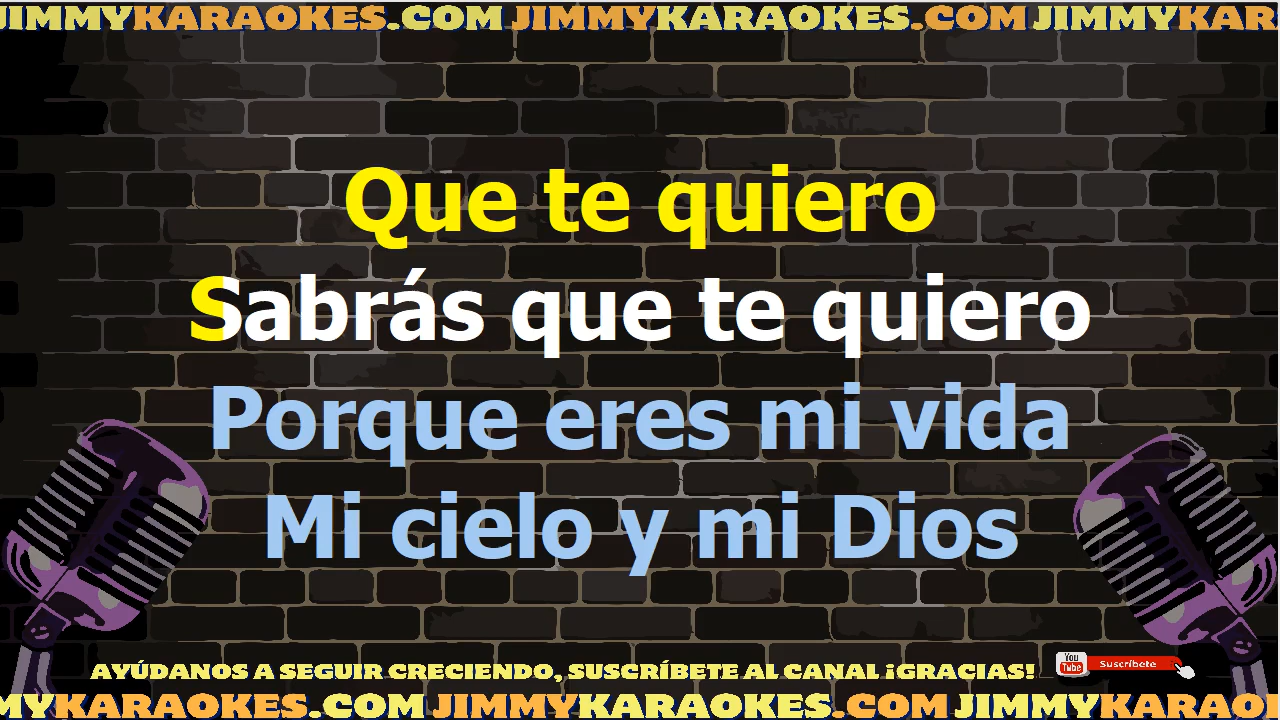 JIMMYKARAOKES.COM JIMMYKARAOKES.COM JIMMYKAR
Que te quiero
Sabrás que te quiero
Porque eres mi vida
Mi cielo y mi Dios
AYÚDANOS A SEGUIR CRECIENDO, SUSCRÍBETE AL CANAL ¡GRACIAS!
You Tube Suscríbete
MYKARAOKES.COM JIMMYKARAOKES.COM JIMMYKARAO